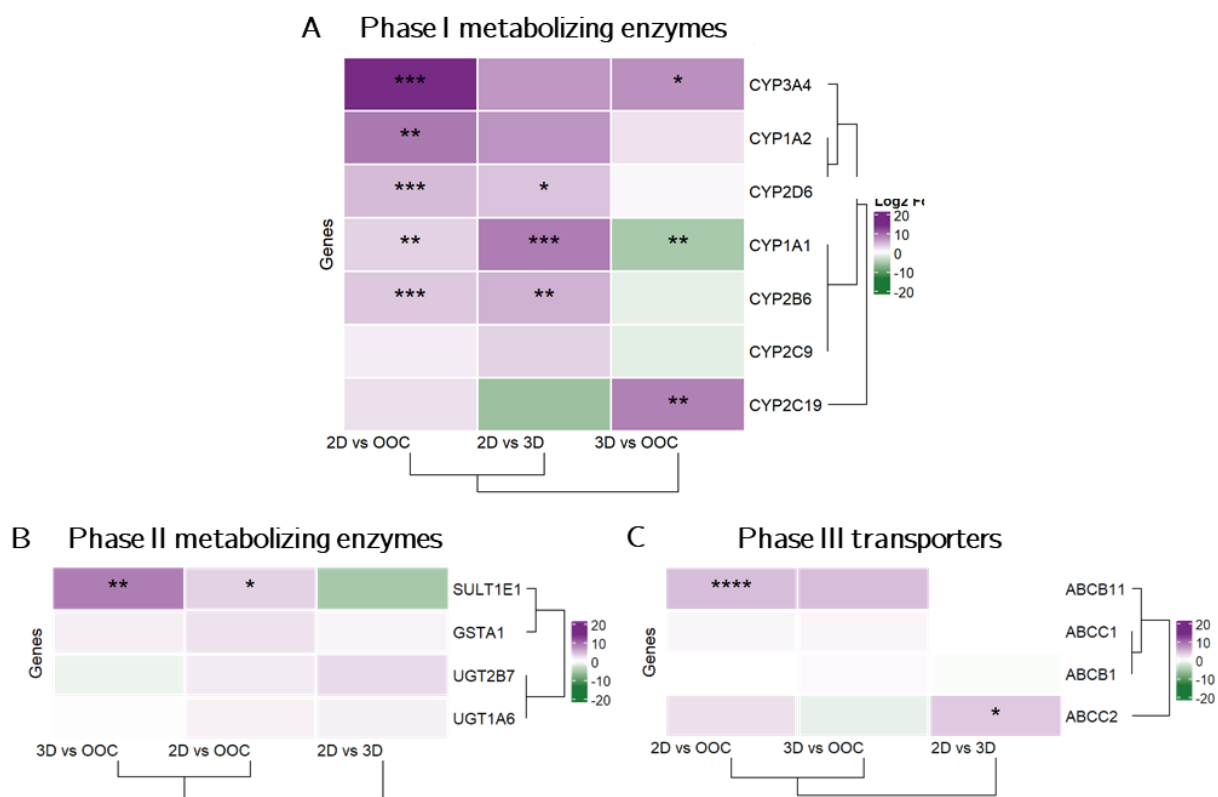 A Phase I metabolizing enzymes
*** * CYP3A4
** CYP1A2
*** * CYP2D6
Log2 Fo
20
10
0
-10
-20
Genes
** *** ** CYP1A1
*** ** CYP2B6
CYP2C9
** CYP2C19
2D vs OOC 2D vs 3D 3D vs OOC
B Phase II metabolizing enzymes
** * SULT1E1
GSTA1
UGT2B7
UGT1A6
Genes
20
10
0
-10
-20
3D vs OOC 2D vs OOC 2D vs 3D
C Phase III transporters
**** ABCB11
ABCC1
ABCB1
* ABCC2
Genes
20
10
0
-10
-20
2D vs OOC 3D vs OOC 2D vs 3D